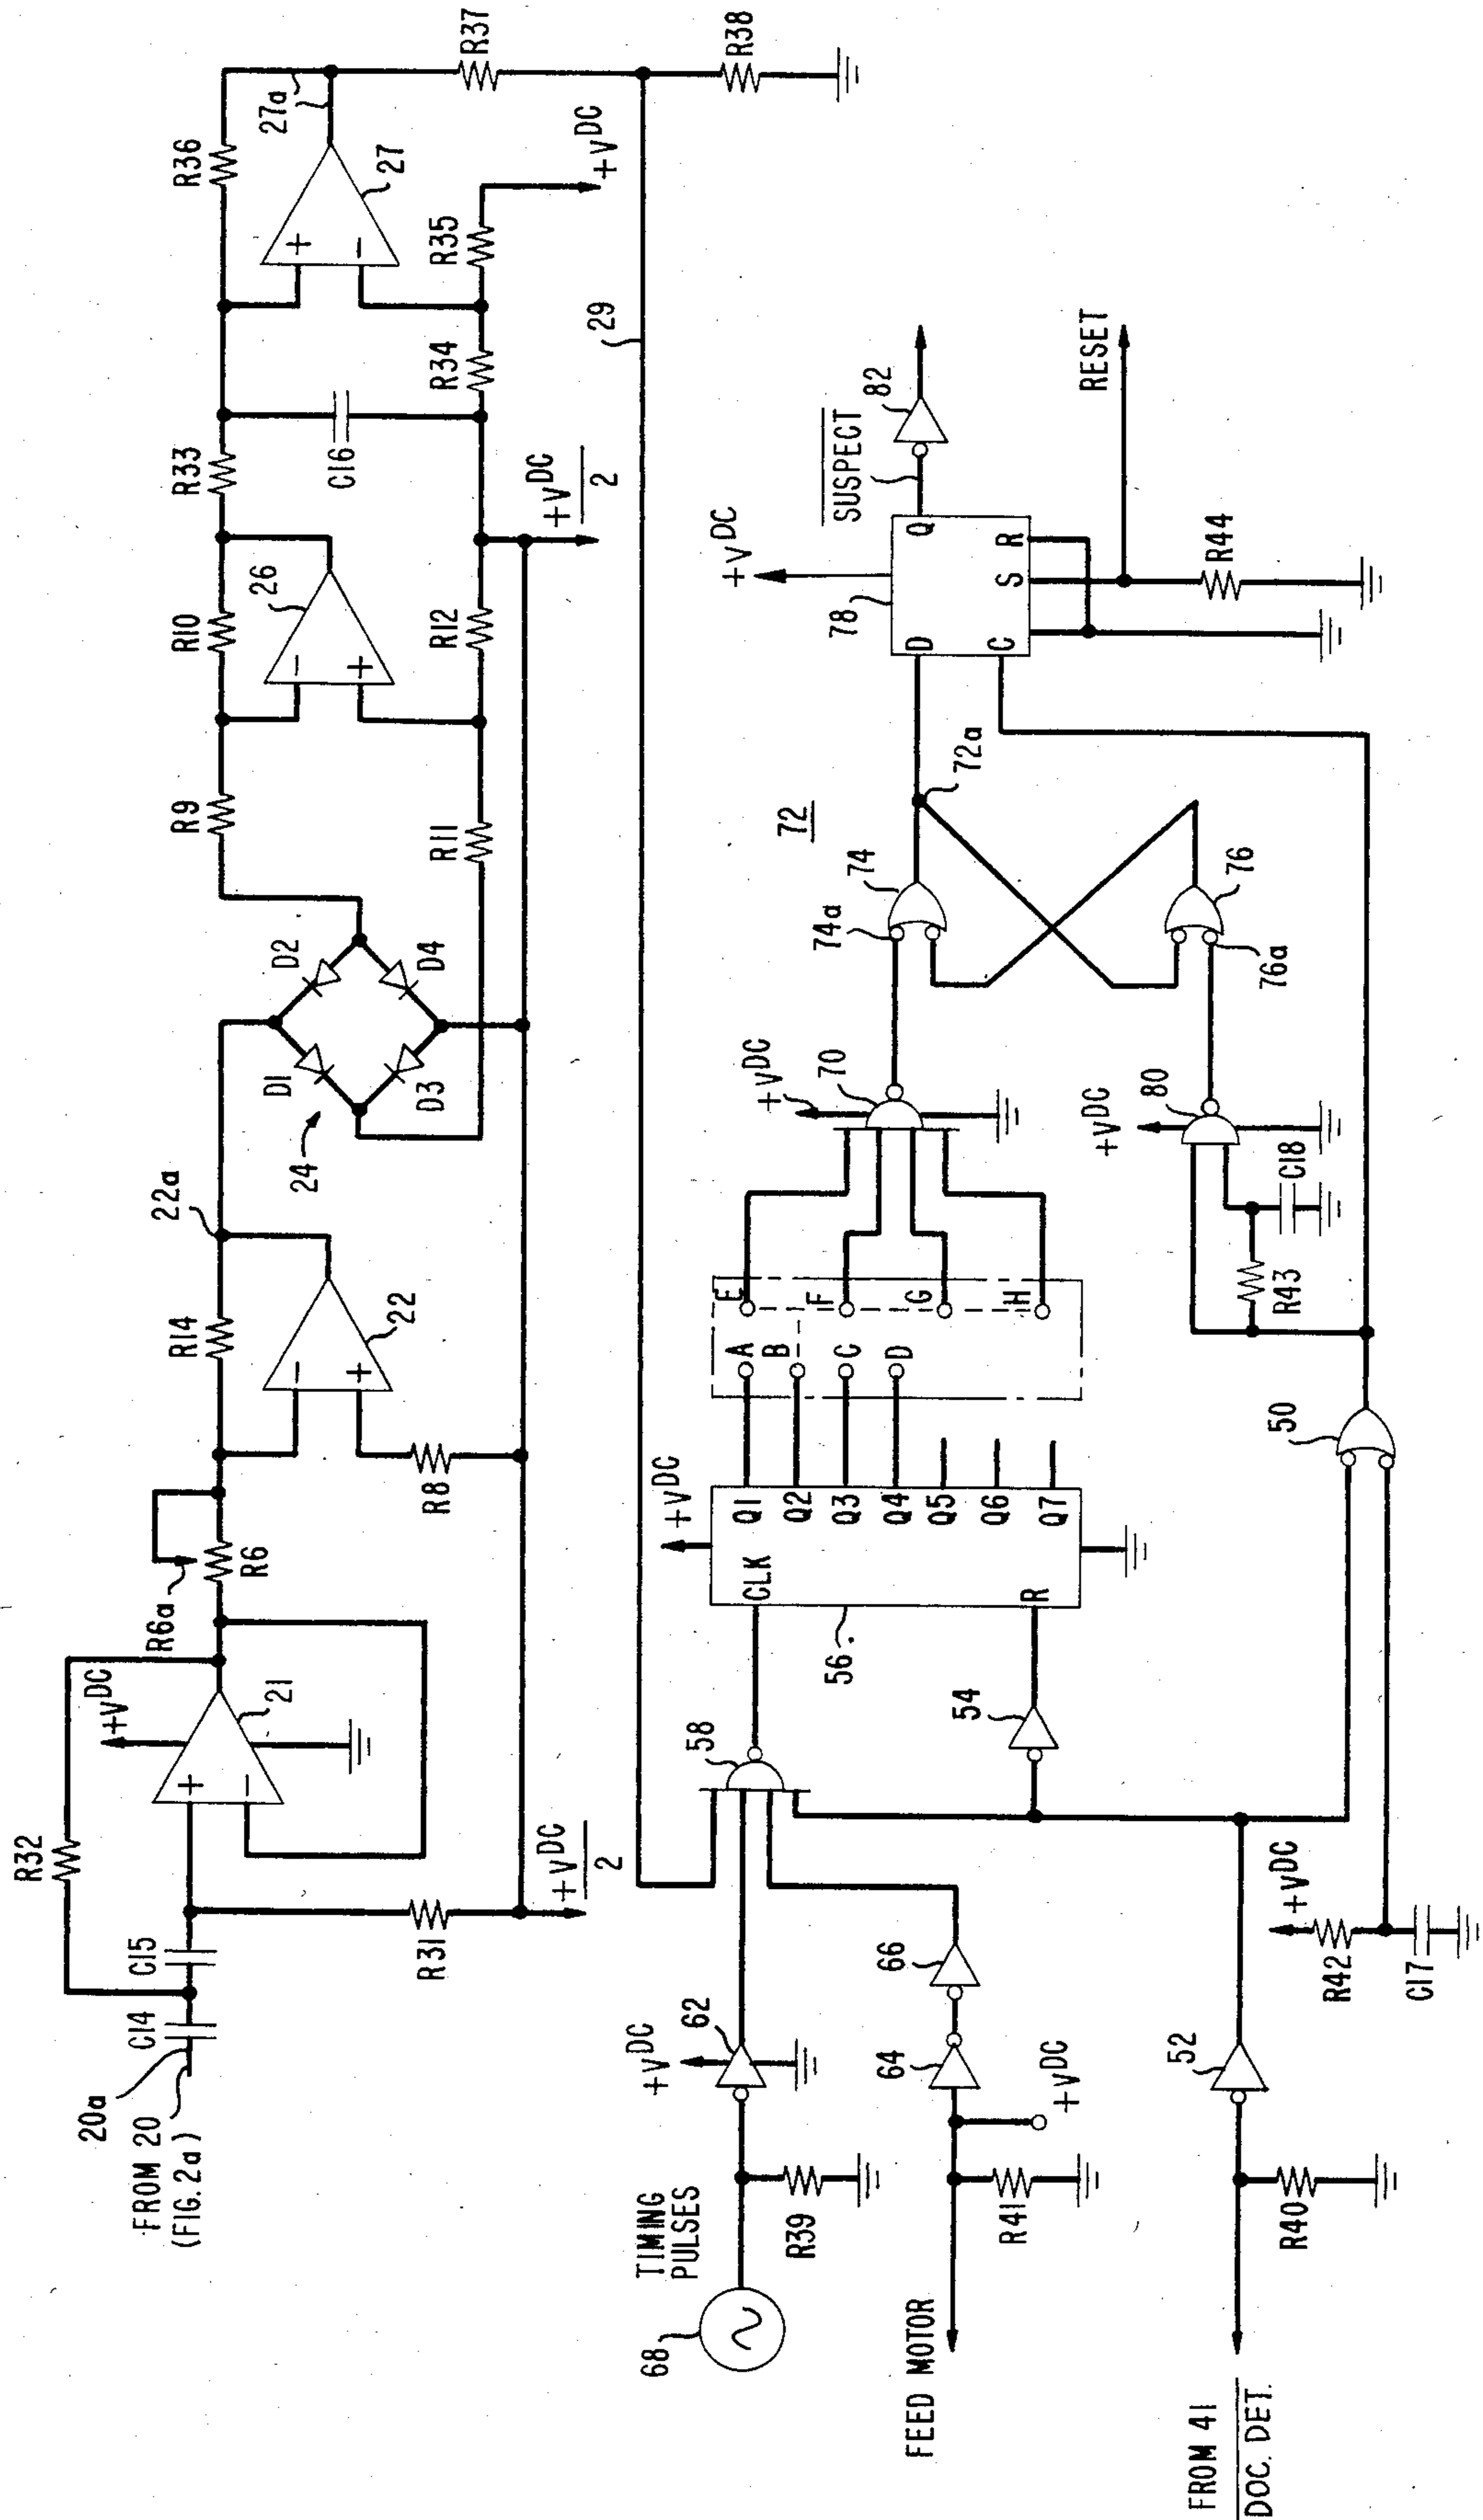 R32
C14
C15
20a
FROM 20
(FIG.2a)
+VDC
21
R31
+VDC
2
R6a
R6
R8
R14
22
22a
24
D1
D2
D3
D4
R9
R11
R10
26
R12
R33
C16
+VDC
2
R34
R35
+VDC
R36
27
27a
R37
R38
29
TIMING
PULSES
68
R39
+VDC
62
FEED MOTOR
R41
64
66
+VDC
FROM 41
DOC. DET.
R40
52
+VDC
R42
C17
58
54
56
CLK
R
+VDC
Q1
Q2
Q3
Q4
Q5
Q6
Q7
A
B
C
D
E
F
G
H
50
+VDC
70
+VDC
80
R43
C18
72
74a
74
72a
76
76a
78
+VDC
D
C
Q
S
R
SUSPECT
82
RESET
R44
+
−
−
+
−
+
+
−